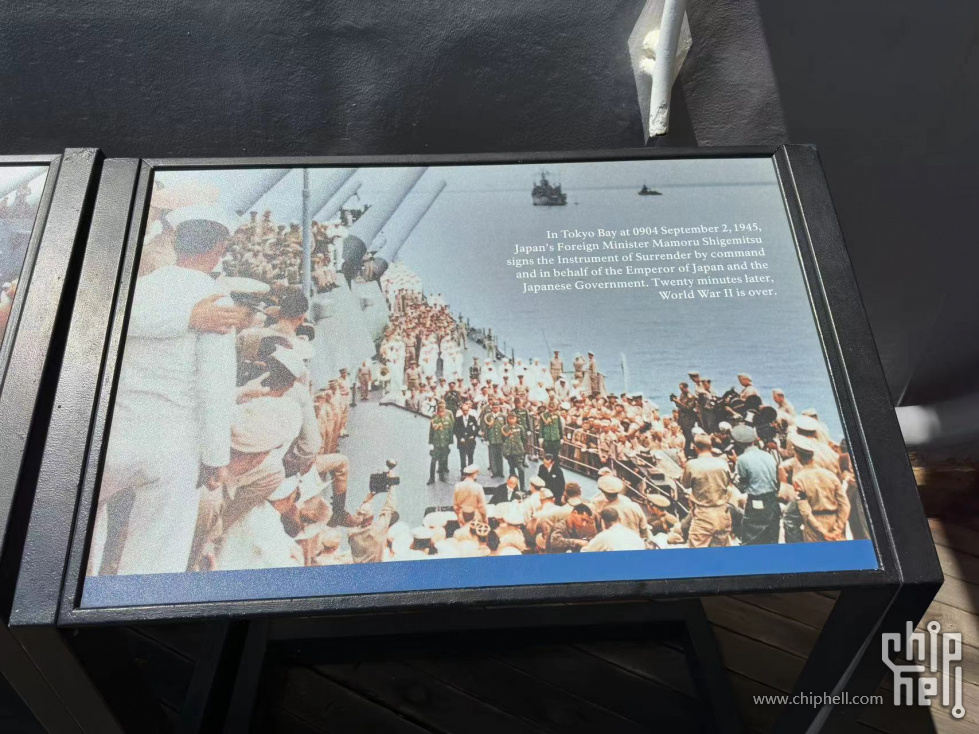 In Tokyo Bay at 0904 September 2, 1945,
Japan's Foreign Minister Mamoru Shigemitsu
signs the Instrument of Surrender by command
and in behalf of the Emperor of Japan and the
Japanese Government. Twenty minutes later,
World War II is over.
www.chiphell.com
chip
hell